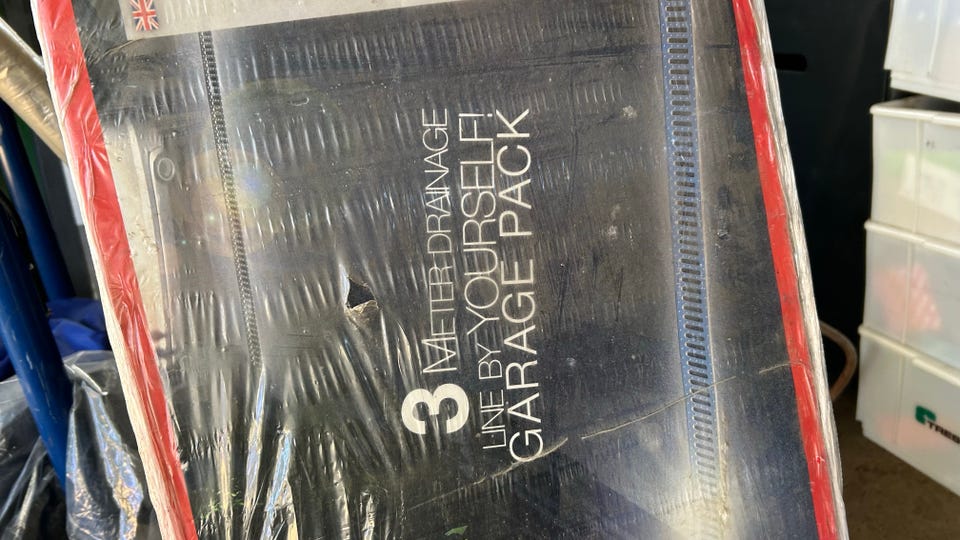 3 METER DRAINAGE
LINE BY YOURSELF!
GARAGE PACK